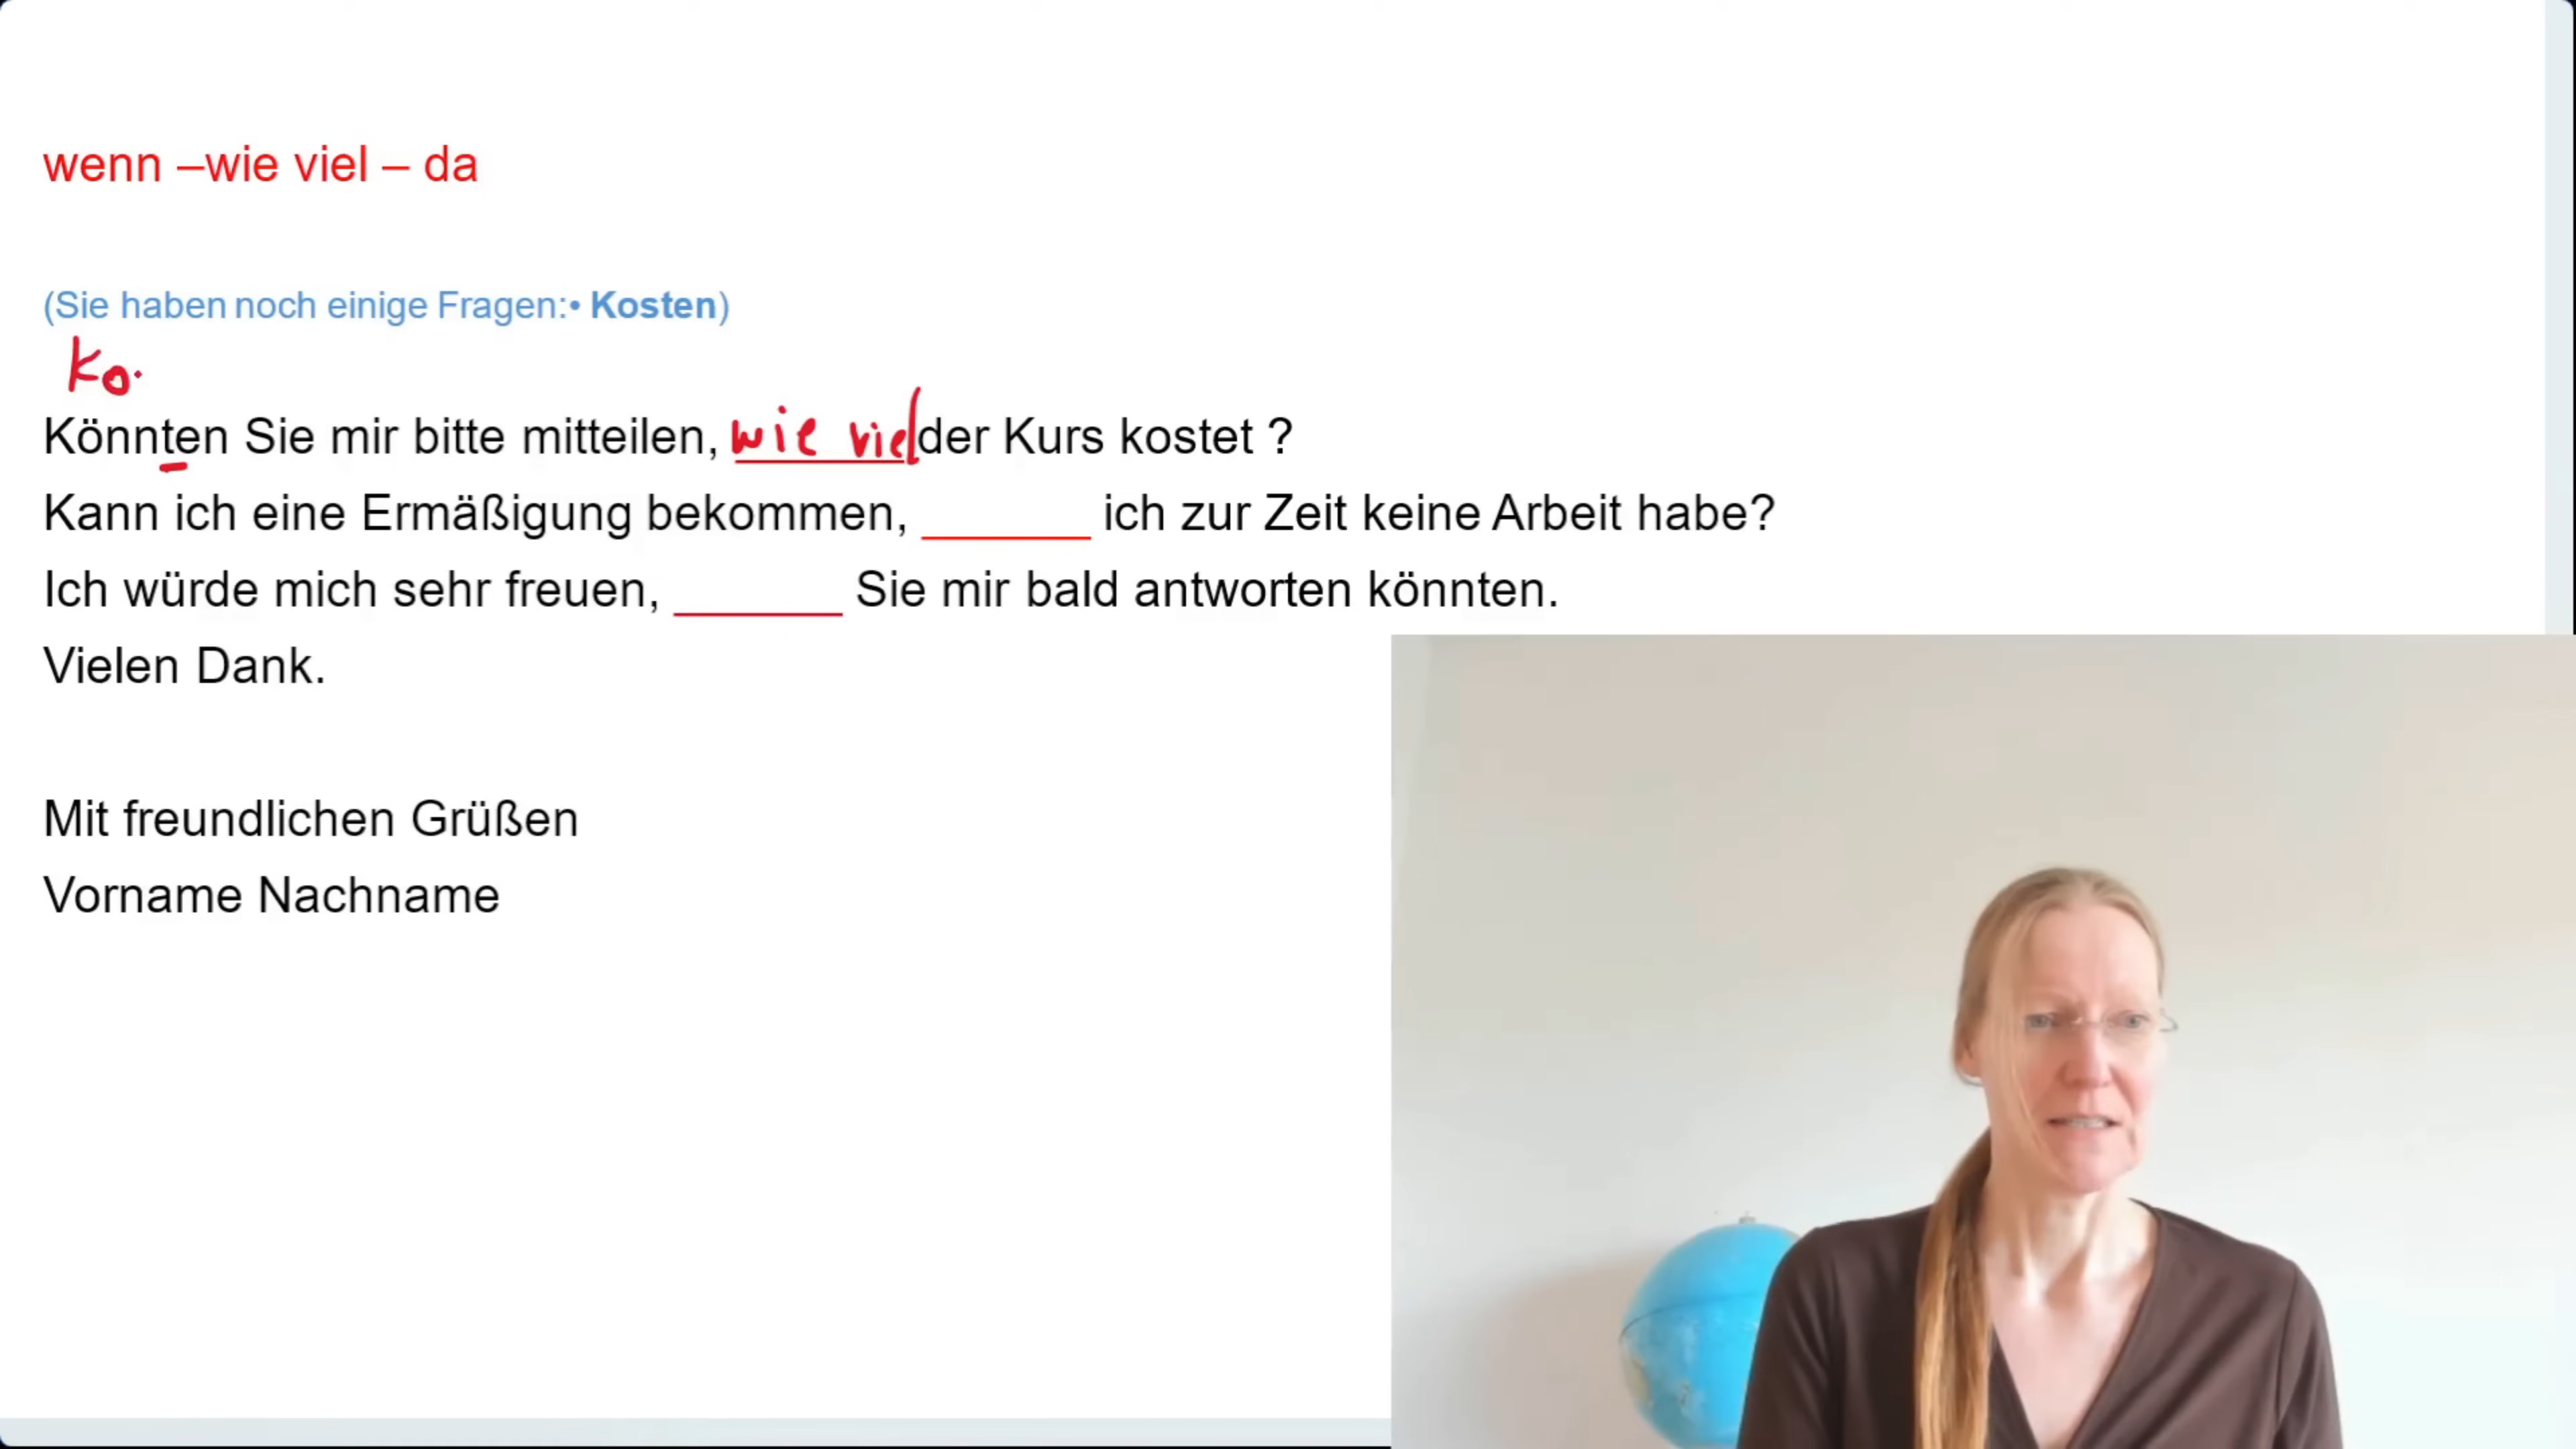 wenn –wie viel – da
(Sie haben noch einige Fragen:• Kosten)
Ko.
Könnten Sie mir bitte mitteilen, wie viel der Kurs kostet ?
Kann ich eine Ermäßigung bekommen, ______ ich zur Zeit keine Arbeit habe?
Ich würde mich sehr freuen, ______ Sie mir bald antworten könnten.
Vielen Dank.
Mit freundlichen Grüßen
Vorname Nachname